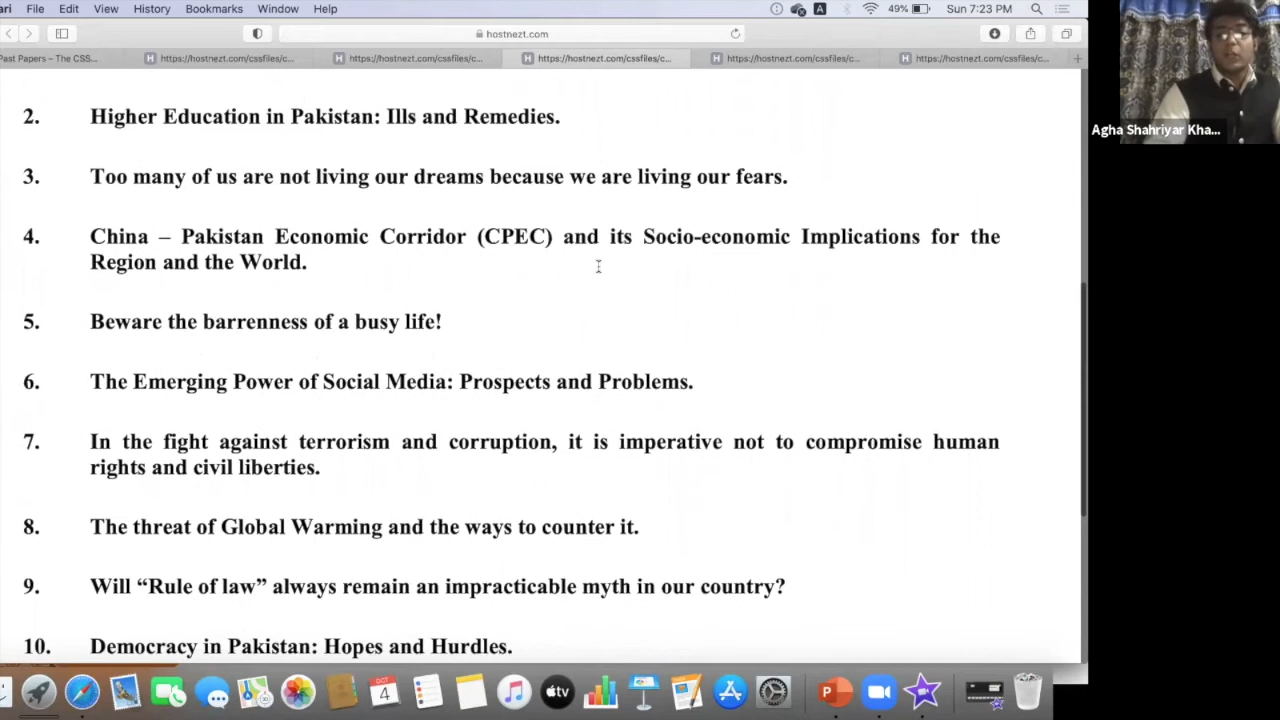 ari File Edit View History Bookmarks Window Help A 49% Sun 7:23 PM
hostnezt.com
Past Papers – The CSS... H https://hostnezt.com/cssfiles/c... H https://hostnezt.com/cssfiles/c... H https://hostnezt.com/cssfiles/c... H https://hostnezt.com/cssfiles/c... H https://hostnezt.com/cssfiles/c...
Agha Shahriyar Kha...
2. Higher Education in Pakistan: Ills and Remedies.
3. Too many of us are not living our dreams because we are living our fears.
4. China – Pakistan Economic Corridor (CPEC) and its Socio-economic Implications for the
Region and the World.
5. Beware the barrenness of a busy life!
6. The Emerging Power of Social Media: Prospects and Problems.
7. In the fight against terrorism and corruption, it is imperative not to compromise human
rights and civil liberties.
8. The threat of Global Warming and the ways to counter it.
9. Will “Rule of law” always remain an impracticable myth in our country?
10. Democracy in Pakistan: Hopes and Hurdles.
OCT
4
tv
P